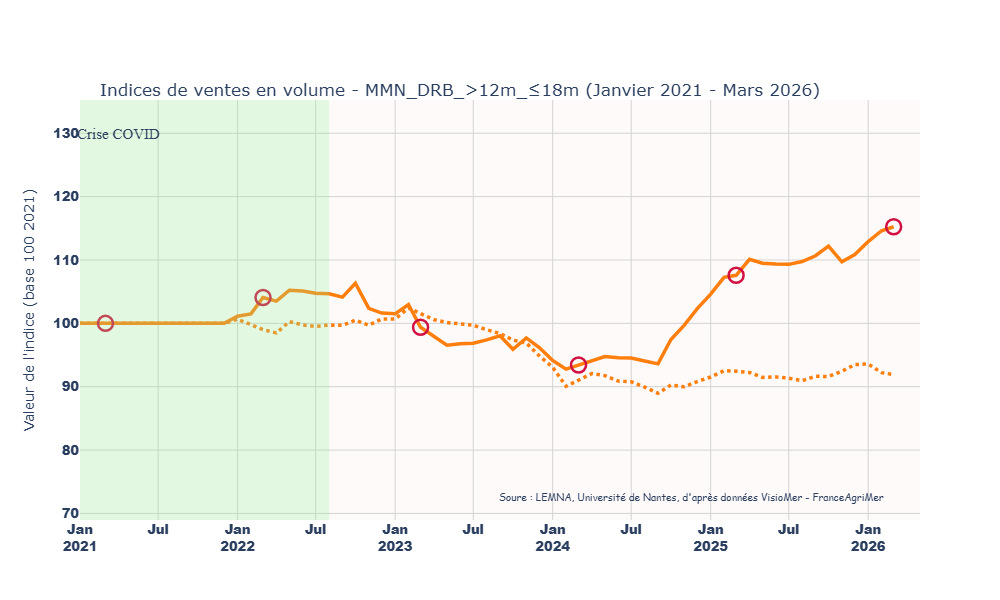 Indices de ventes en volume - MMN_DRB_>12m_≤18m (Janvier 2021 - Mars 2026)
Valeur de l'indice (base 100 2021)
130
Crise COVID
120
110
100
90
80
70
Soure : LEMNA, Université de Nantes, d'après données VisioMer - FranceAgriMer
Jan Jul Jan Jul Jan Jul Jan Jul Jan Jul Jan
2021 2022 2023 2024 2025 2026